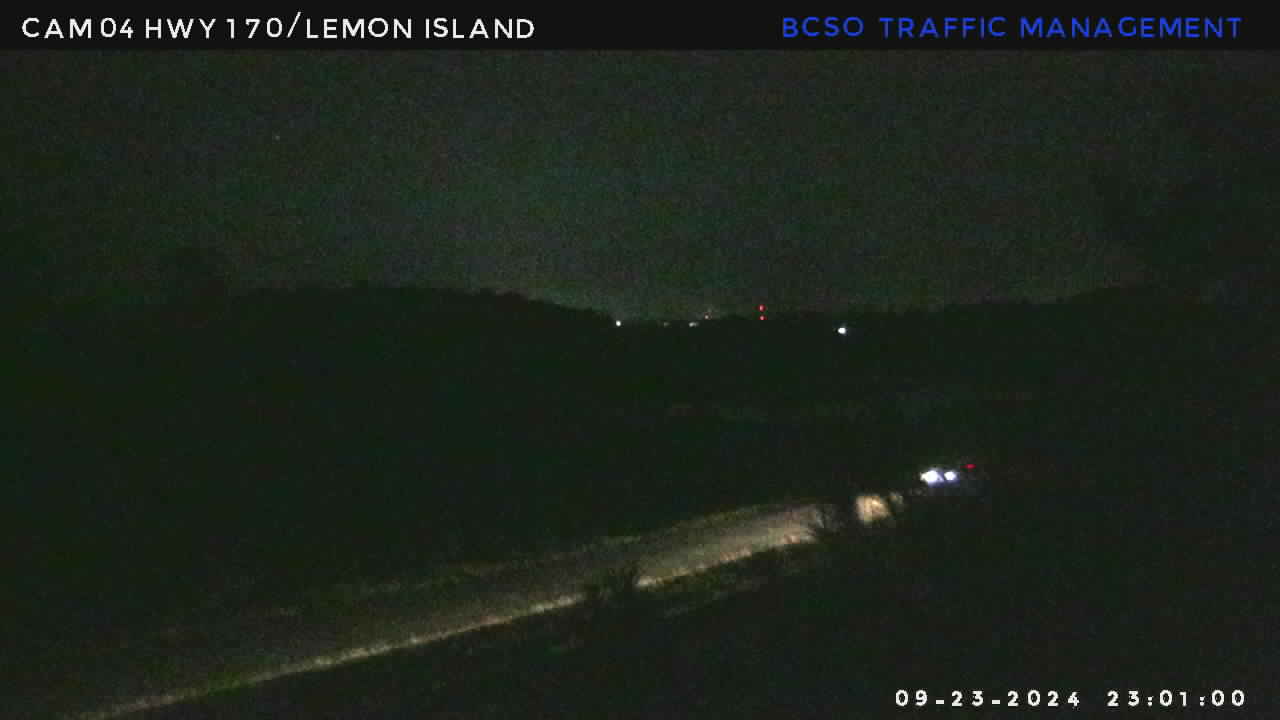 CAM04 HWY 170/LEMON ISLAND
BCSO TRAFFIC MANAGEMENT
09-23-2024 23:01:00